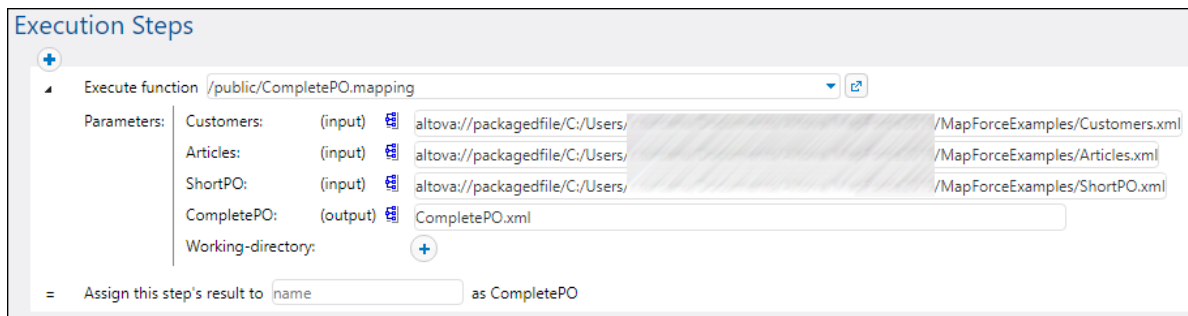 Execution Steps
Execute function /public/CompletePO.mapping
Parameters: Customers: (input) altova://packagedfile/C:/Users/ /MapForceExamples/Customers.xml
Articles: (input) altova://packagedfile/C:/Users/ /MapForceExamples/Articles.xml
ShortPO: (input) altova://packagedfile/C:/Users/ /MapForceExamples/ShortPO.xml
CompletePO: (output) CompletePO.xml
Working-directory:
= Assign this step's result to name as CompletePO